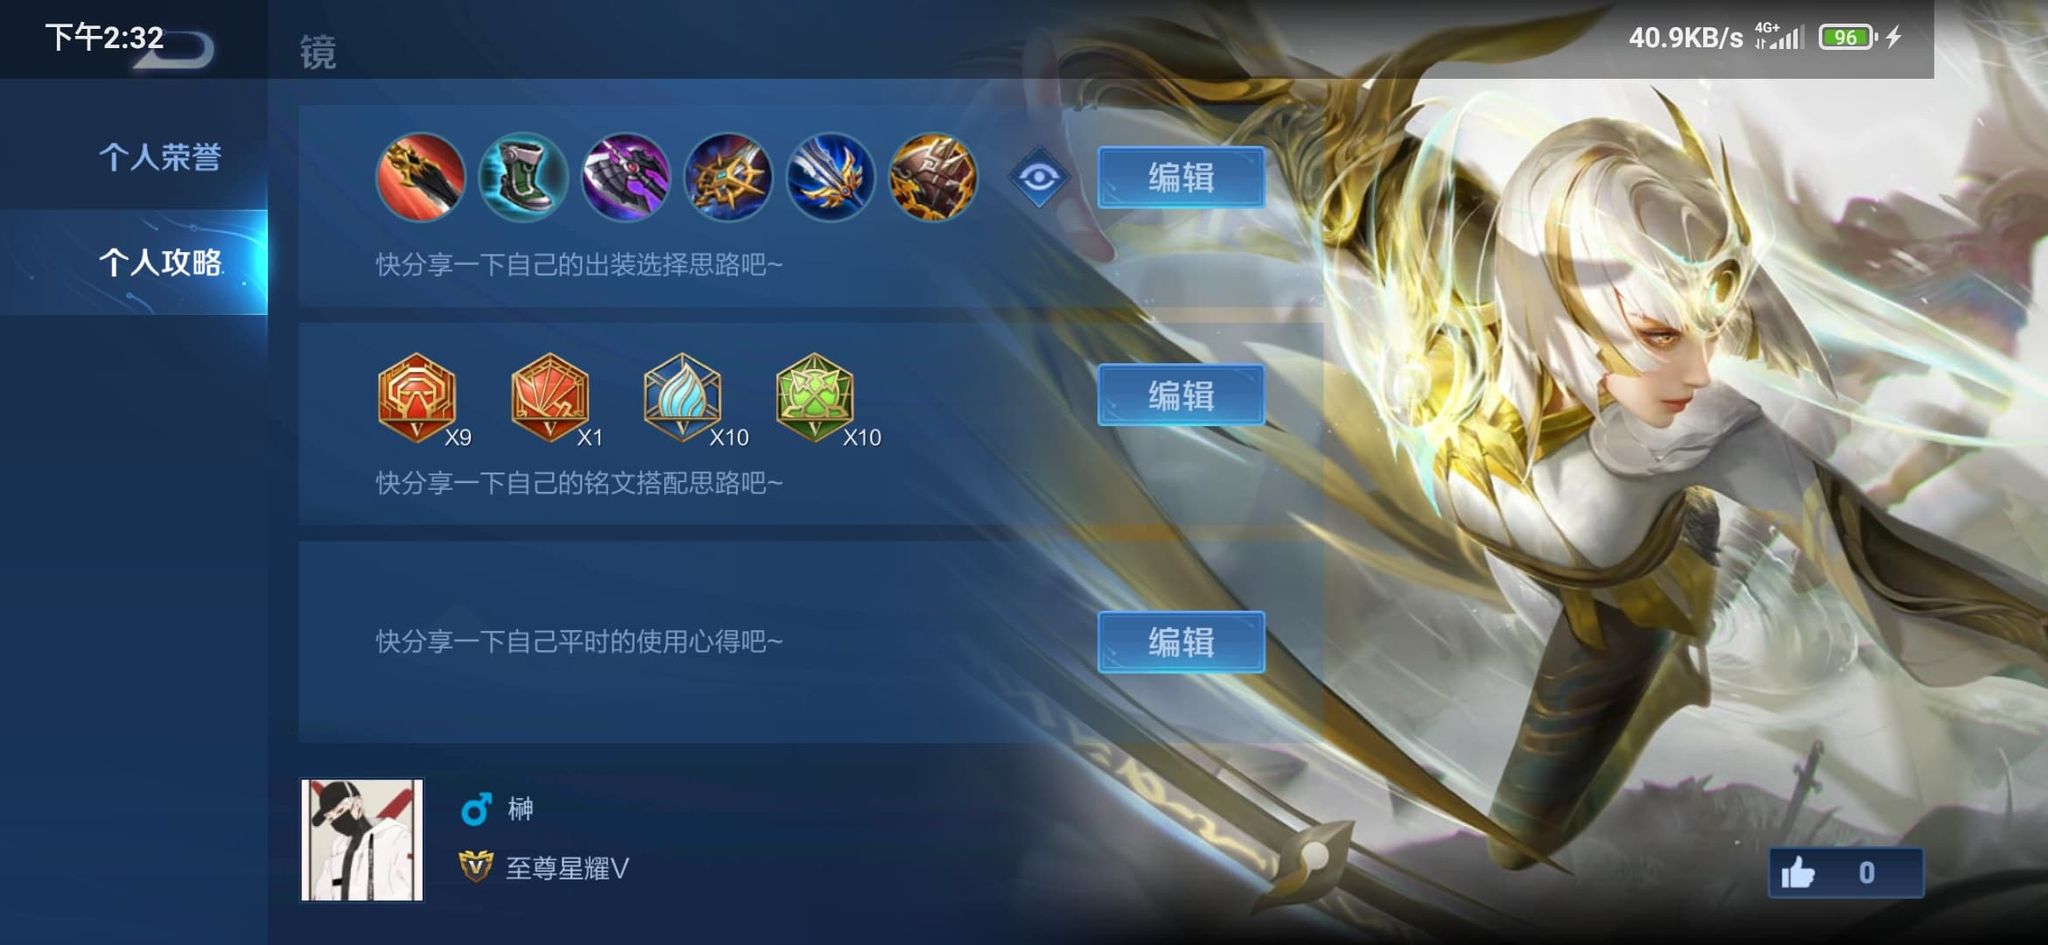 下午2:32
40.9KB/s 4G+ 96
镜
个人荣誉
个人攻略
编辑
快分享一下自己的出装选择思路吧~
V X9 V X1 V X10 V X10
编辑
快分享一下自己的铭文搭配思路吧~
快分享一下自己平时的使用心得吧~
编辑
榊
V 至尊星耀V
0